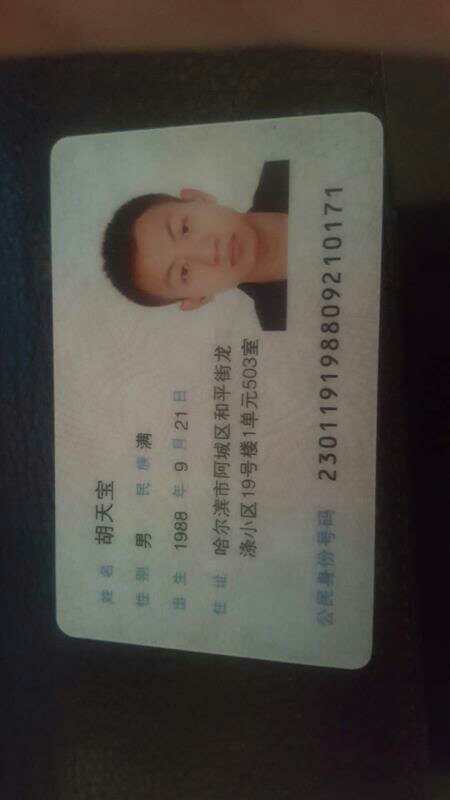 姓名 胡天宝
性别 男 民族 满
出生 1988 年 9 月 21 日
住址 哈尔滨市阿城区和平街龙
涤小区19号楼1单元503室
公民身份号码 230119198809210171